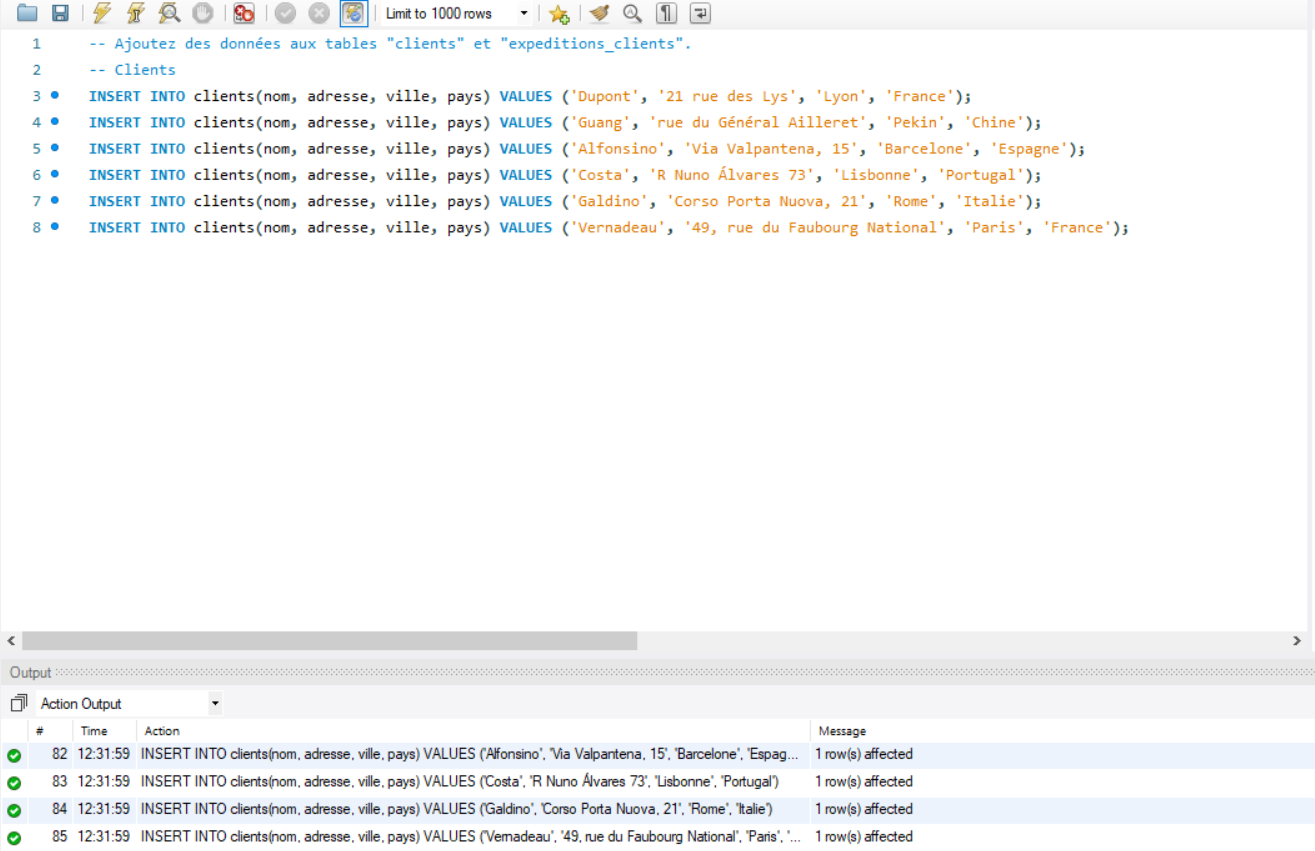 Limit to 1000 rows
1 -- Ajoutez des données aux tables "clients" et "expeditions_clients".
2 -- Clients
3 INSERT INTO clients(nom, adresse, ville, pays) VALUES ('Dupont', '21 rue des Lys', 'Lyon', 'France');
4 INSERT INTO clients(nom, adresse, ville, pays) VALUES ('Guang', 'rue du Général Ailleret', 'Pekin', 'Chine');
5 INSERT INTO clients(nom, adresse, ville, pays) VALUES ('Alfonsino', 'Via Valpantena, 15', 'Barcelone', 'Espagne');
6 INSERT INTO clients(nom, adresse, ville, pays) VALUES ('Costa', 'R Nuno Álvares 73', 'Lisbonne', 'Portugal');
7 INSERT INTO clients(nom, adresse, ville, pays) VALUES ('Galdino', 'Corso Porta Nuova, 21', 'Rome', 'Italie');
8 INSERT INTO clients(nom, adresse, ville, pays) VALUES ('Vernadeau', '49, rue du Faubourg National', 'Paris', 'France');
Output
Action Output
# Time Action Message
82 12:31:59 INSERT INTO clients(nom, adresse, ville, pays) VALUES ('Alfonsino', 'Via Valpantena, 15', 'Barcelone', 'Espag... 1 row(s) affected
83 12:31:59 INSERT INTO clients(nom, adresse, ville, pays) VALUES ('Costa', 'R Nuno Álvares 73', 'Lisbonne', 'Portugal') 1 row(s) affected
84 12:31:59 INSERT INTO clients(nom, adresse, ville, pays) VALUES ('Galdino', 'Corso Porta Nuova, 21', 'Rome', 'Italie') 1 row(s) affected
85 12:31:59 INSERT INTO clients(nom, adresse, ville, pays) VALUES ('Vernadeau', '49, rue du Faubourg National', 'Paris', '... 1 row(s) affected